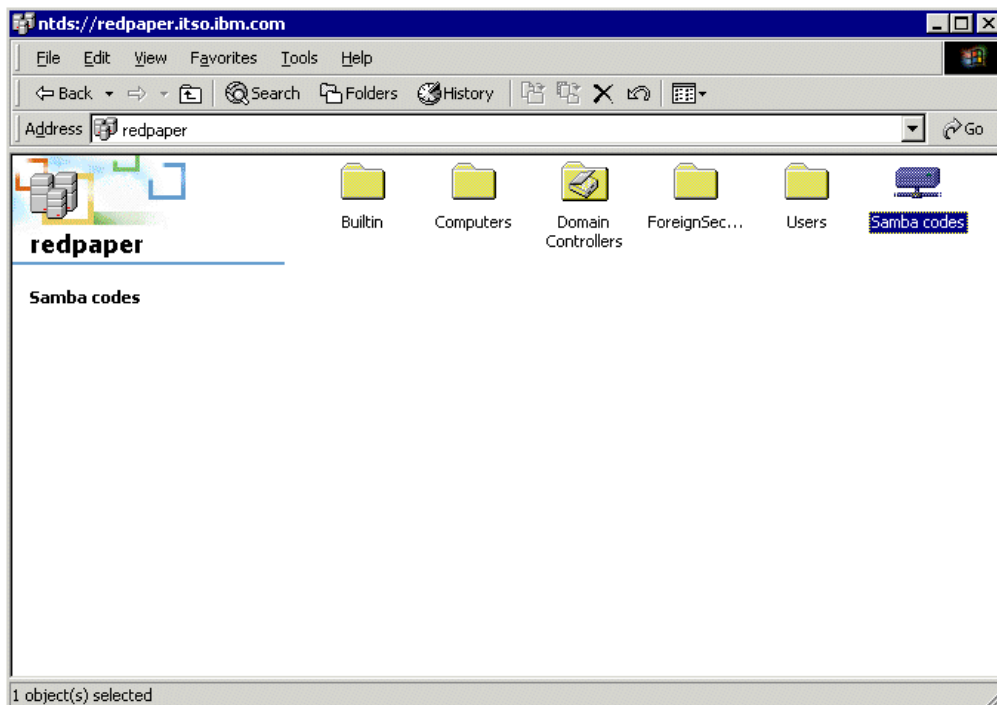 ntds://redpaper.itso.ibm.com
File Edit View Favorites Tools Help
Back Search Folders History
Address redpaper Go
redpaper
Samba codes
Builtin Computers Domain Controllers ForeignSec... Users Samba codes
1 object(s) selected